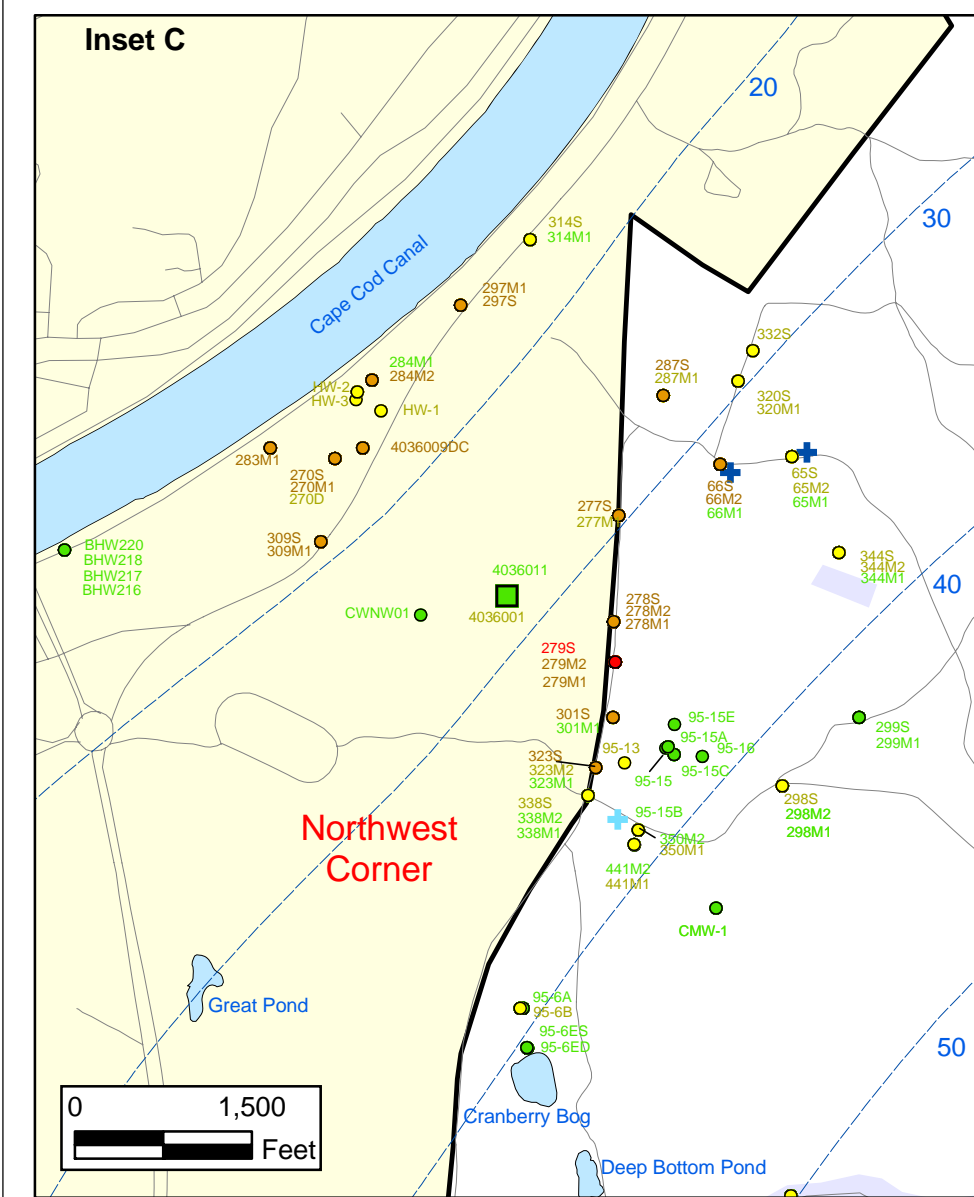 Inset C
20
30
314S
314M1
Cape Cod Canal
297M1
297S
332S
284M1
284M2
HW-2
HW-3
HW-1
287S
287M1
320S
320M1
283M1
4036009DC
270S
270M1
270D
66S
66M2
66M1
65S
65M2
65M1
277S
277M1
309S
309M1
BHW220
BHW218
BHW217
BHW216
4036011
4036001
CWNW01
344S
344M2
344M1
40
278S
278M2
278M1
279S
279M2
279M1
301S
301M1
95-15E
95-15A
95-16
95-15C
95-15
95-13
299S
299M1
323S
323M2
323M1
338S
338M2
338M1
95-15B
350M2
350M1
298S
298M2
298M1
441M2
441M1
Northwest
Corner
CMW-1
Great Pond
95-6A
95-6B
95-6ES
95-6ED
50
Cranberry Bog
0
1,500
Feet
Deep Bottom Pond